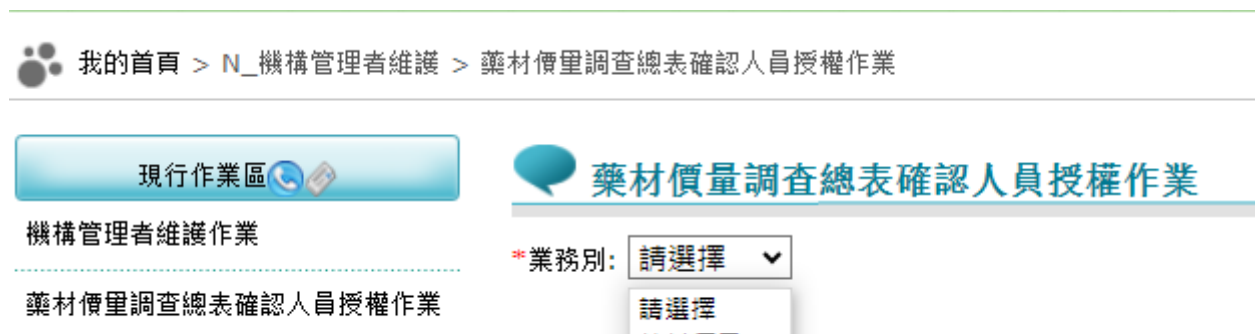 我的首頁 > N_機構管理者維護 > 藥材價量調查總表確認人員授權作業
現行作業區
藥材價量調查總表確認人員授權作業
機構管理者維護作業
*業務別: 請選擇
藥材價量調查總表確認人員授權作業
請選擇